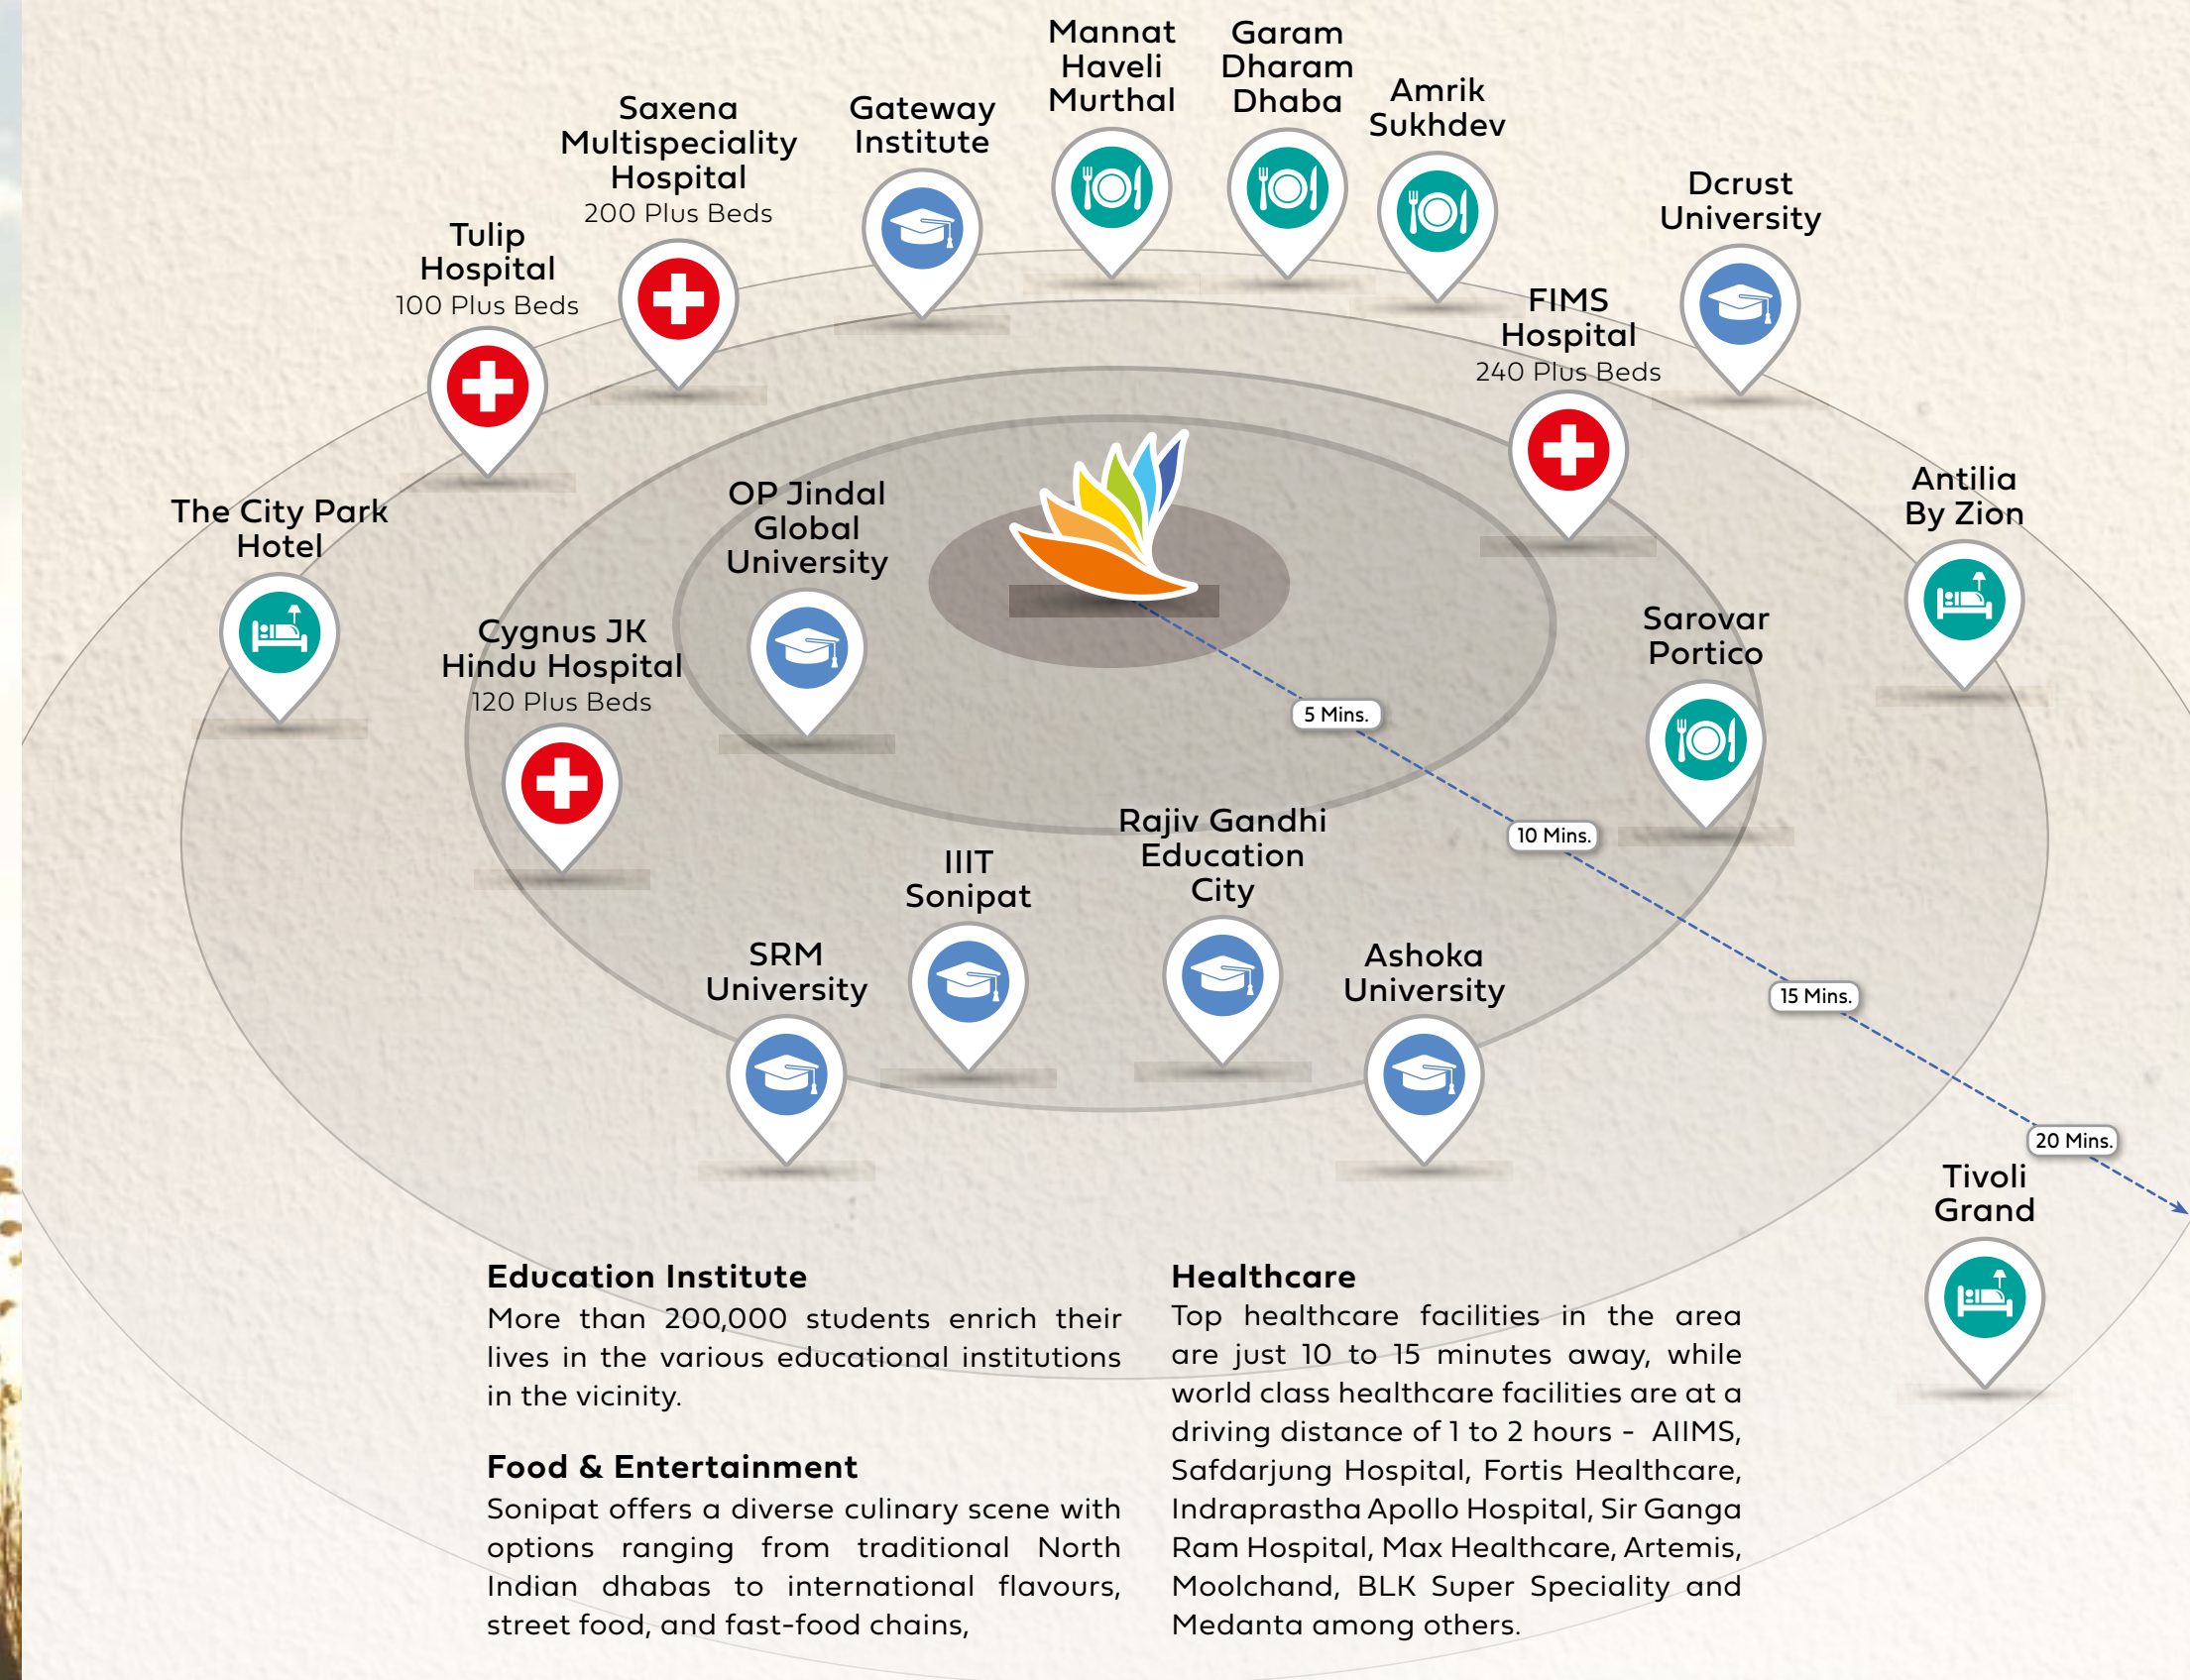 Mannat
Haveli
Murthal
Garam
Dharam
Dhaba
Amrik
Sukhdev
Saxena
Multispeciality
Hospital
200 Plus Beds
Gateway
Institute
Dcrust
University
Tulip
Hospital
100 Plus Beds
FIMS
Hospital
240 Plus Beds
The City Park
Hotel
OP Jindal
Global
University
Antilia
By Zion
Cygnus JK
Hindu Hospital
120 Plus Beds
Sarovar
Portico
5 Mins.
10 Mins.
Rajiv Gandhi
Education
City
IIIT
Sonipat
SRM
University
Ashoka
University
15 Mins.
20 Mins.
Tivoli
Grand
Education Institute
More than 200,000 students enrich their
lives in the various educational institutions
in the vicinity.
Food & Entertainment
Sonipat offers a diverse culinary scene with
options ranging from traditional North
Indian dhabas to international flavours,
street food, and fast-food chains,
Healthcare
Top healthcare facilities in the area
are just 10 to 15 minutes away, while
world class healthcare facilities are at a
driving distance of 1 to 2 hours - AIIMS,
Safdarjung Hospital, Fortis Healthcare,
Indraprastha Apollo Hospital, Sir Ganga
Ram Hospital, Max Healthcare, Artemis,
Moolchand, BLK Super Speciality and
Medanta among others.